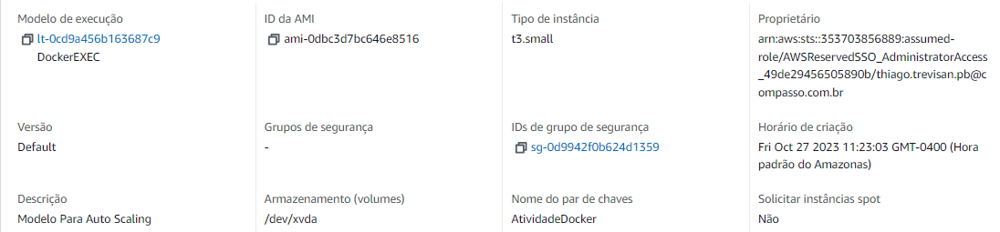 Modelo de execução
lt-0cd9a456b163687c9
DockerEXEC
ID da AMI
ami-0dbc3d7bc646e8516
Tipo de instância
t3.small
Proprietário
arn:aws:sts::353703856889:assumed-
role/AWSReservedSSO_AdministratorAccess
_49de29456505890b/thiago.trevisan.pb@c
ompasso.com.br
Versão
Default
Grupos de segurança
-
IDs de grupo de segurança
sg-0d9942f0b624d1359
Horário de criação
Fri Oct 27 2023 11:23:03 GMT-0400 (Hora
padrão do Amazonas)
Descrição
Modelo Para Auto Scaling
Armazenamento (volumes)
/dev/xvda
Nome do par de chaves
AtividadeDocker
Solicitar instâncias spot
Não